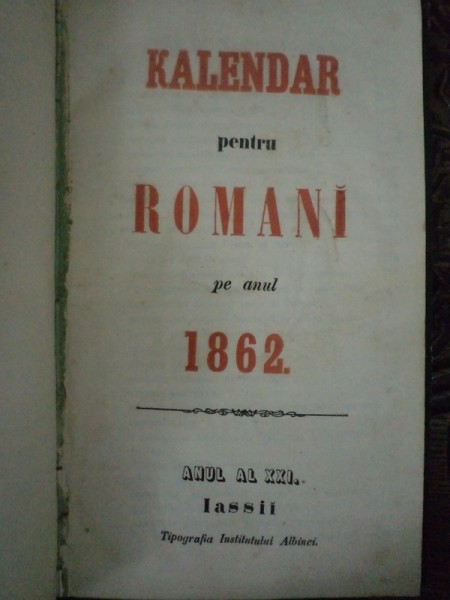 KALENDAR
pentru
ROMANĬ
pe anul
1862.
ANUL AL XXI.
Iassii
Tipografia Institutului Albinei.